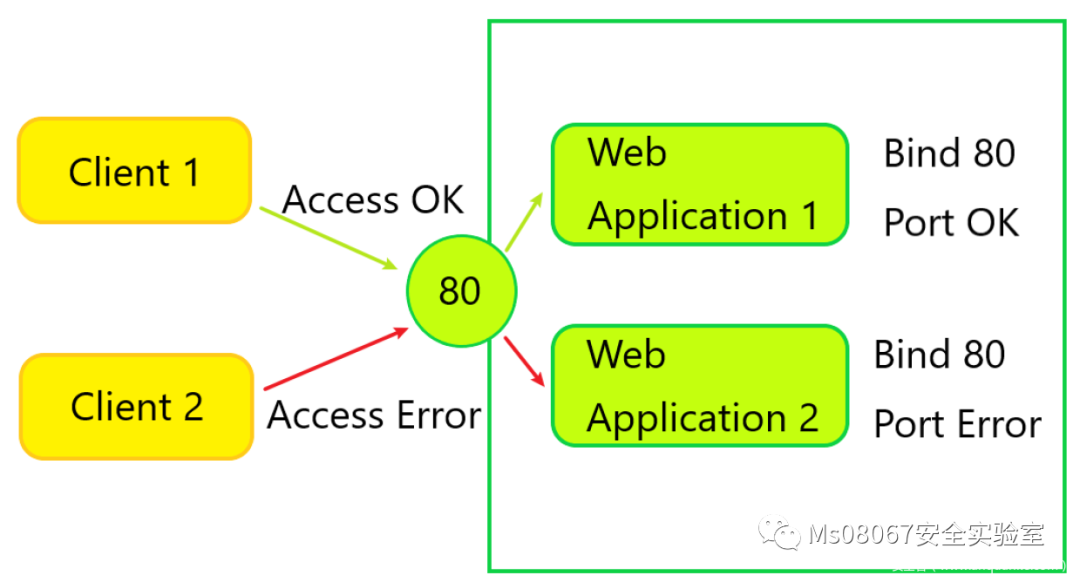 Client 1
Access OK
80
Web
Application 1
Bind 80
Port OK
Client 2
Access Error
Web
Application 2
Bind 80
Port Error
Ms08067安全实验室